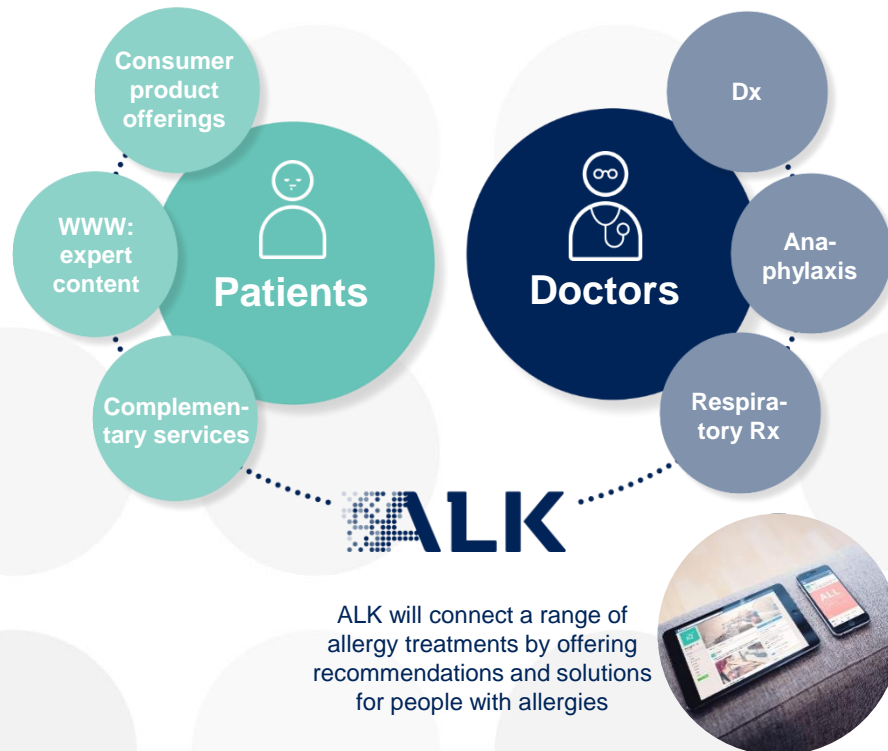 Consumer
product
offerings
WWW:
expert
content
Complemen-
tary services
Patients
Doctors
Dx
Ana-
phylaxis
Respira-
tory Rx
ALK
ALK will connect a range of
allergy treatments by offering
recommendations and solutions
for people with allergies
ALL